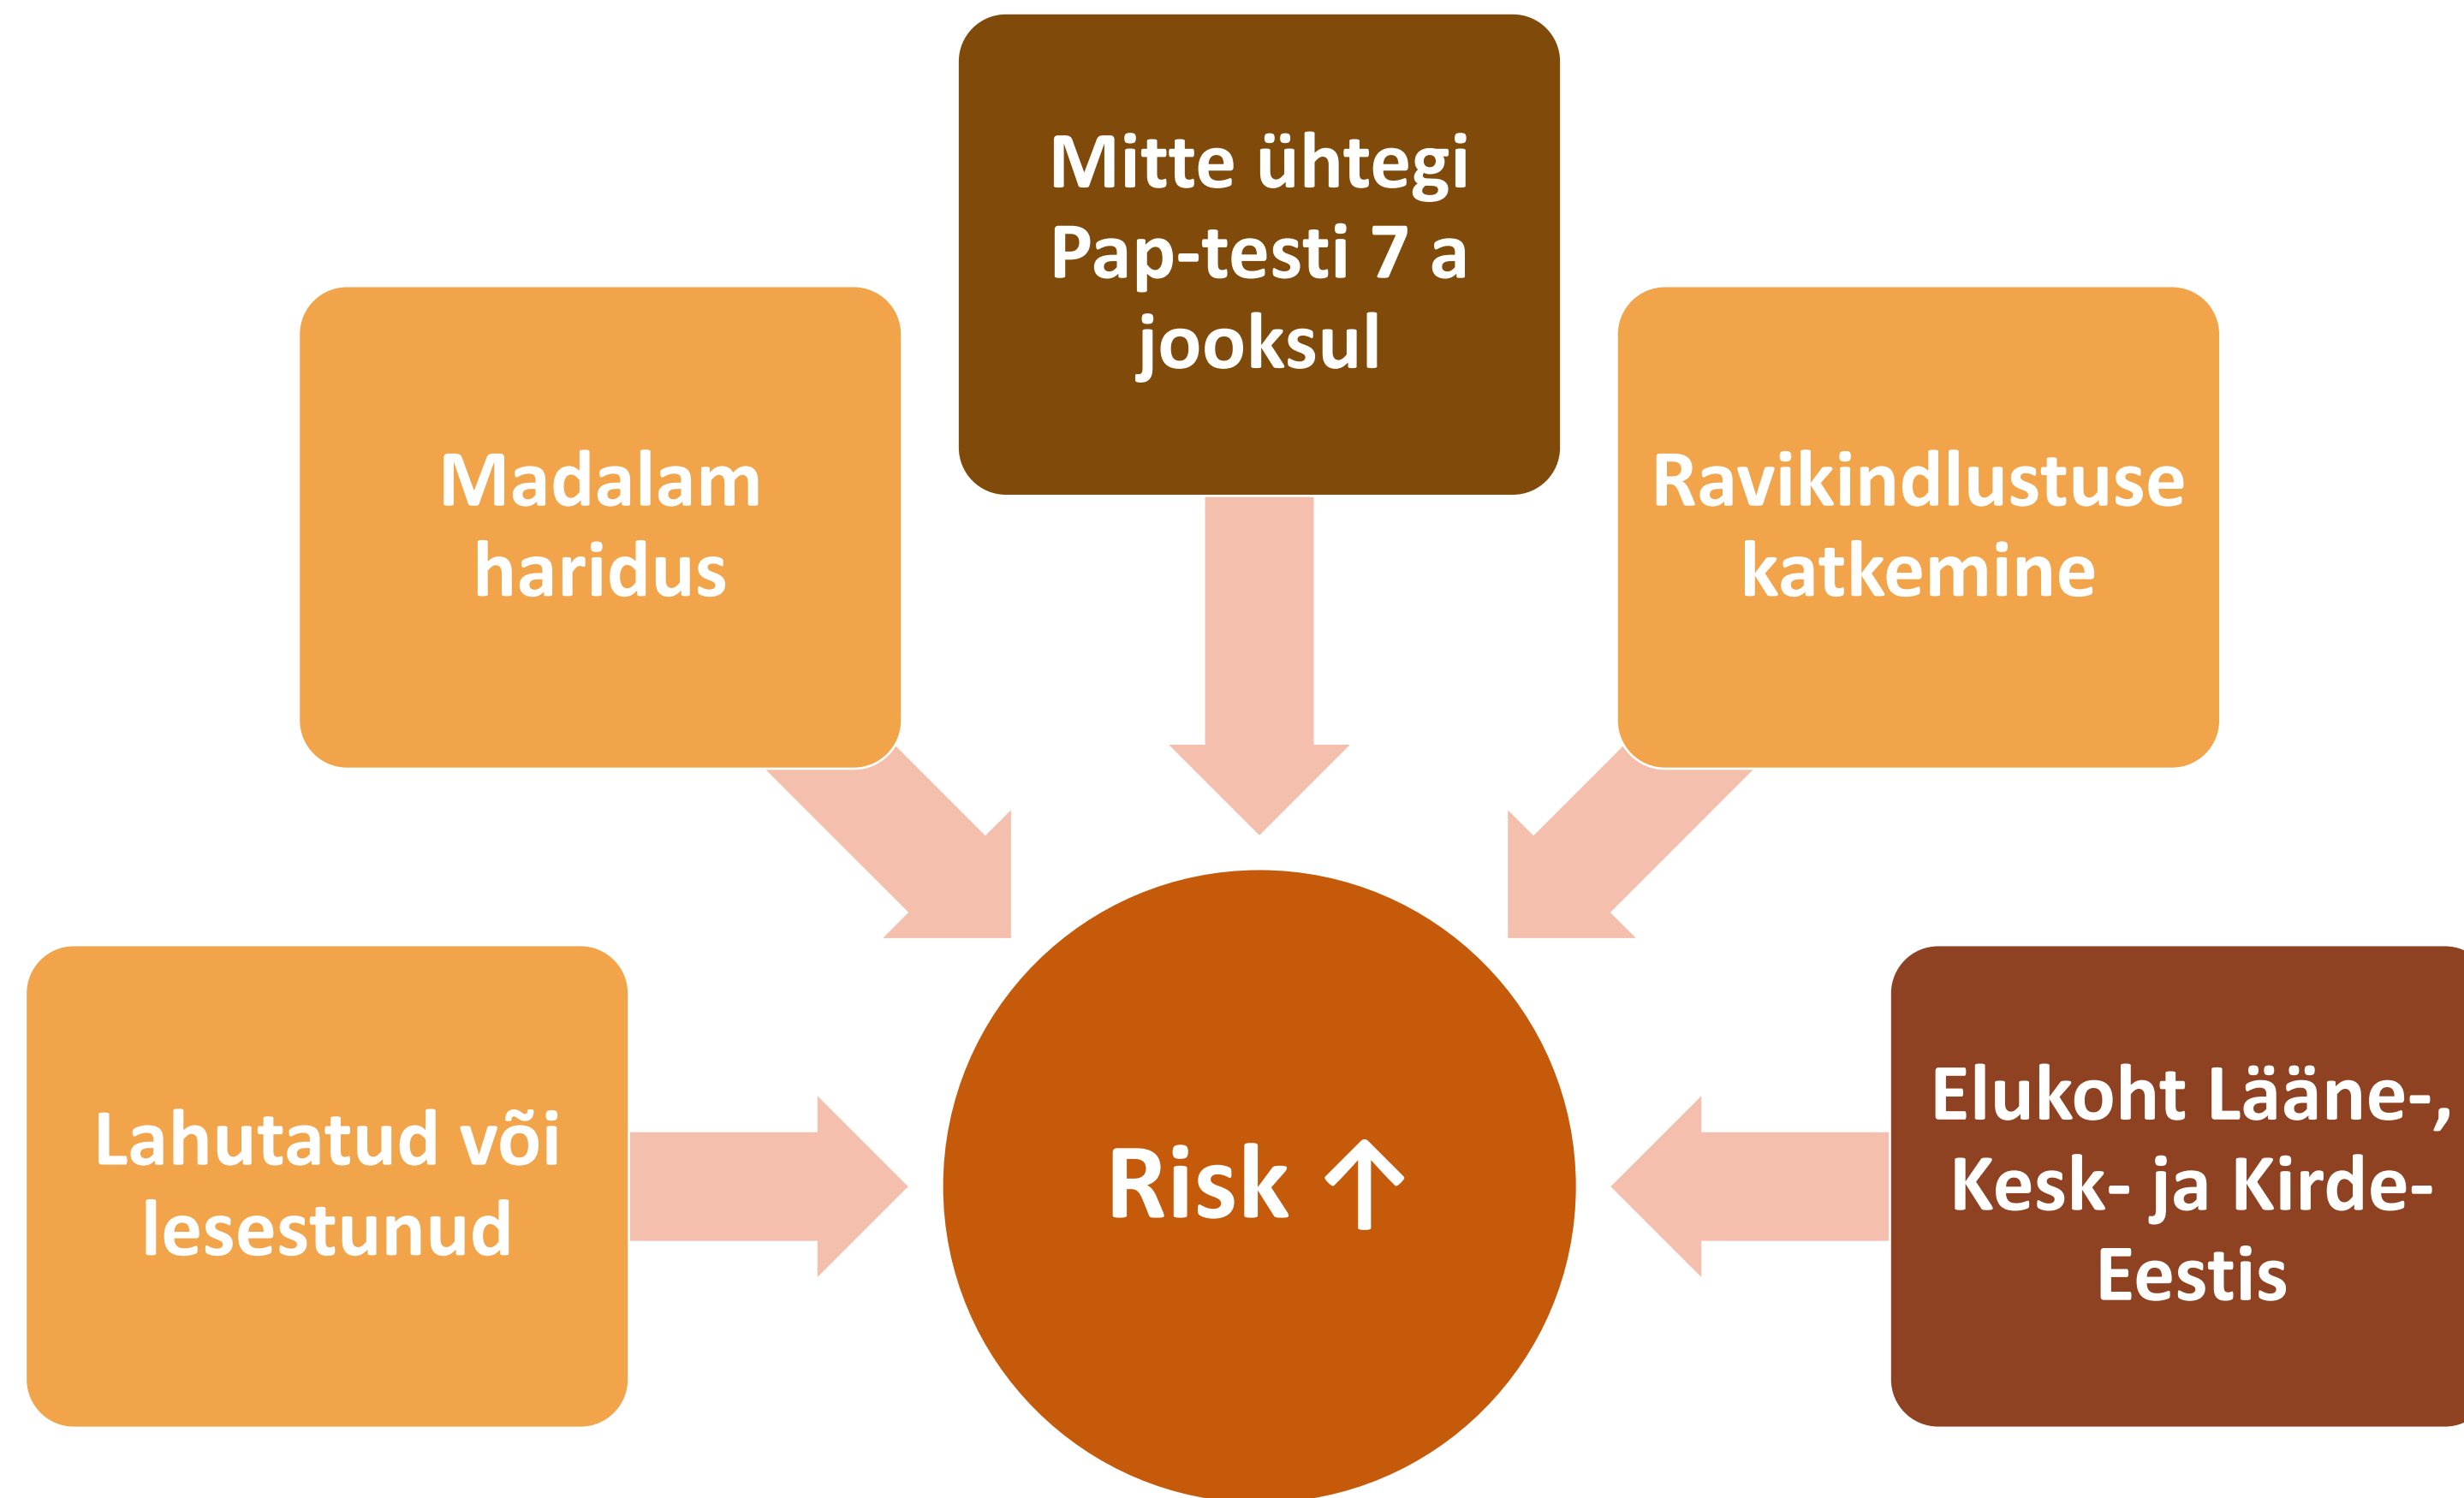 Mitte ühtegi
Pap-testi 7 a
jooksul
Madalam
haridus
Ravikindlustuse
katkemine
Lahutatud või
lesestunud
Risk ↑
Elukoht Lääne-,
Kesk- ja Kirde-
Eestis